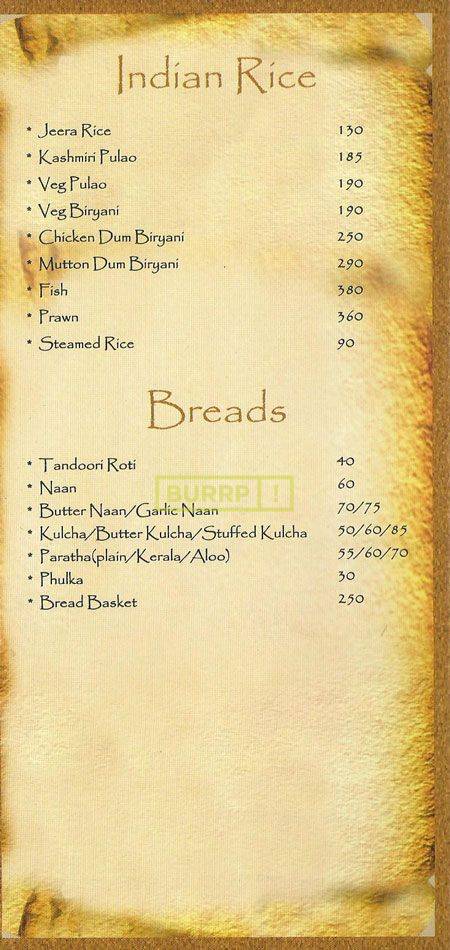 Indian Rice
* Jeera Rice 130
* Kashmiri Pulao 185
* Veg Pulao 190
* Veg Biryani 190
* Chicken Dum Biryani 250
* Mutton Dum Biryani 290
* Fish 380
* Prawn 360
* Steamed Rice 90
Breads
* Tandoori Roti 40
* Naan 60
BURRP!
* Butter Naan/Garlic Naan 70/75
* Kulcha/Butter Kulcha/Stuffed Kulcha 50/60/85
* Paratha(plain/Kerala/Aloo) 55/60/70
* Phulka 30
* Bread Basket 250